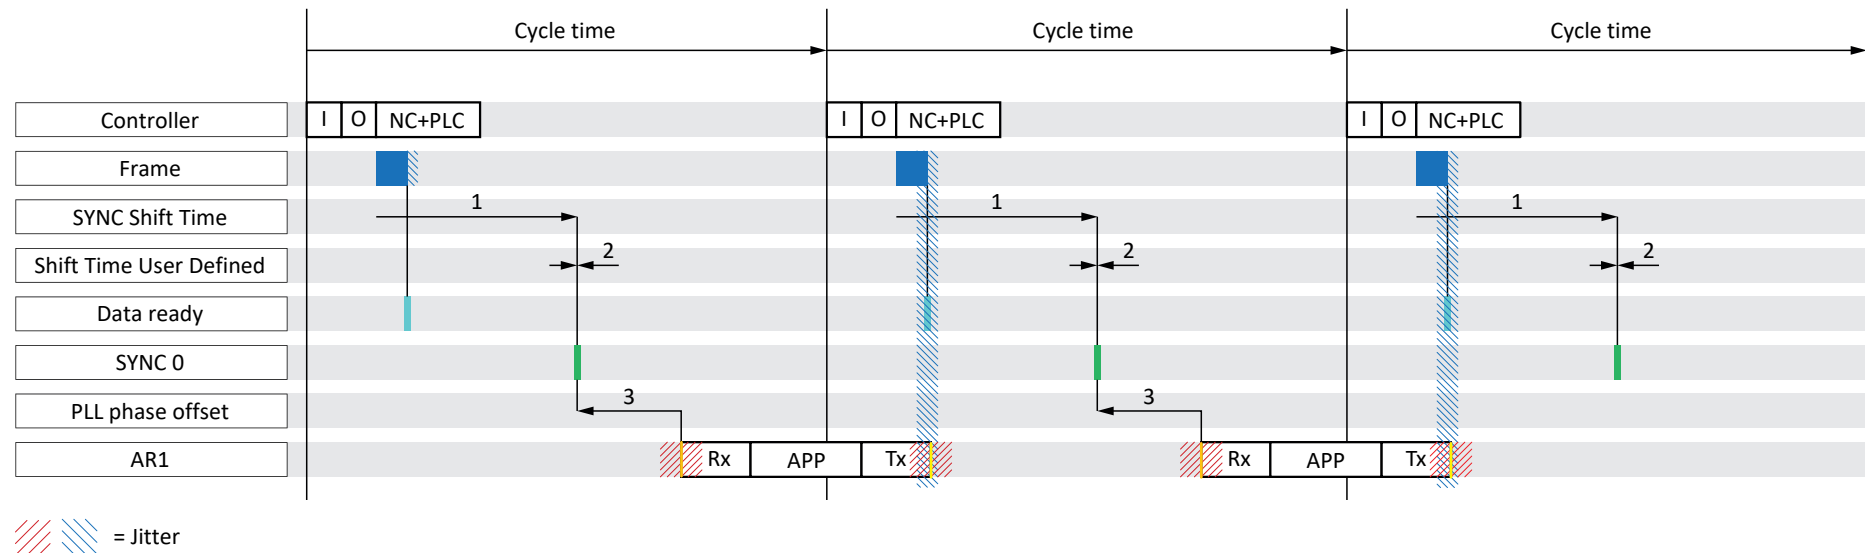 Cycle time Cycle time Cycle time
Controller I O NC+PLC I O NC+PLC I O NC+PLC
Frame
SYNC Shift Time 1 1 1
Shift Time User Defined 2 2 2
Data ready
SYNC 0
PLL phase offset 3 3
AR1 Rx APP Tx Rx APP Tx
= Jitter